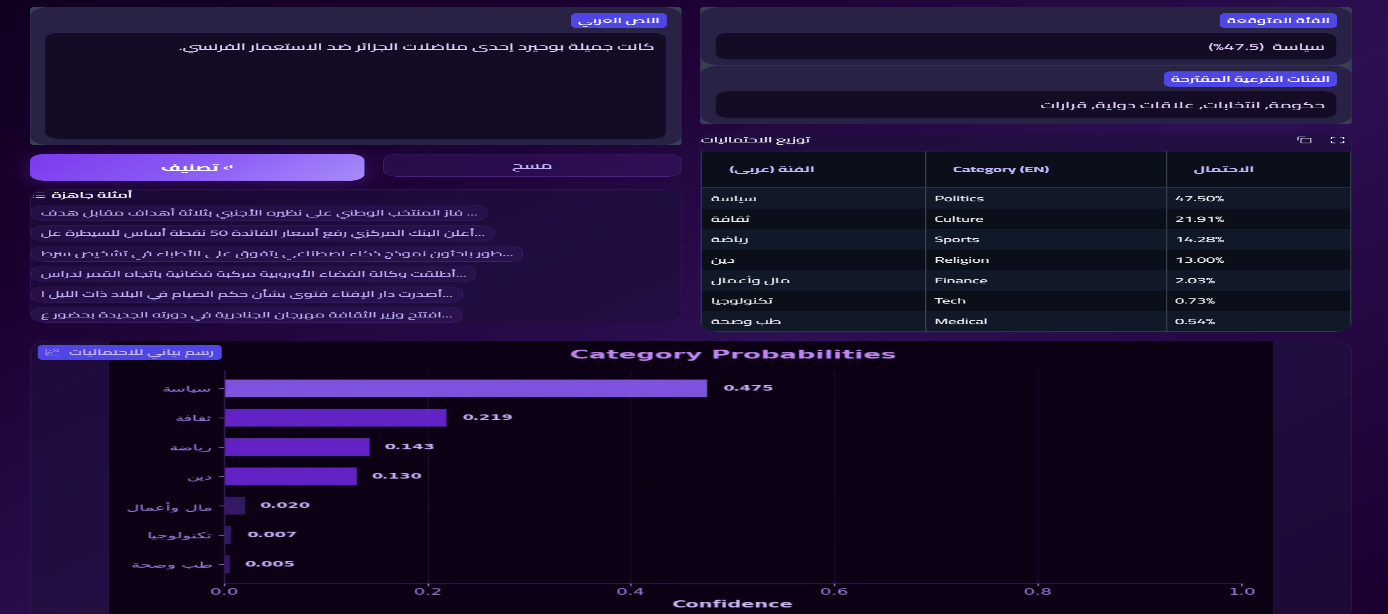 النص العربي
كانت جميلة بوحيرد إحدى مناضلات الجزائر ضد الاستعمار الفرنسي.
تصنيف
مسح
أمثلة جاهزة
فاز المنتخب الوطني على نظيره الأجنبي بثلاثة أهداف مقابل هدف ...
أعلن البنك المركزي رفع أسعار الفائدة 50 نقطة أساس للسيطرة عل...
طور باحثون نموذج ذكاء اصطناعي يتفوق على الأطباء في تشخيص سرط...
أطلقت وكالة الفضاء الأوروبية مركبة فضائية باتجاه القمر لدراس...
أصدرت دار الإفتاء فتوى بشأن حكم الصيام في البلاد ذات الليل ا...
افتتح وزير الثقافة مهرجان الجنادرية في دورته الجديدة بحضور ع...
الفئة المتوقعة
سياسة (47.5%)
الفئات الفرعية المقترحة
حكومة, انتخابات, علاقات دولية, قرارات
توزيع الاحتماليات
الفئة (عربي) Category (EN) الاحتمال
سياسة Politics 47.50%
ثقافة Culture 21.91%
رياضة Sports 14.28%
دين Religion 13.00%
مال وأعمال Finance 2.03%
تكنولوجيا Tech 0.73%
طب وصحة Medical 0.54%
رسم بياني للاحتماليات
Category Probabilities
سياسة 0.475
ثقافة 0.219
رياضة 0.143
دين 0.130
مال وأعمال 0.020
تكنولوجيا 0.007
طب وصحة 0.005
0.0 0.2 0.4 0.6 0.8 1.0
Confidence